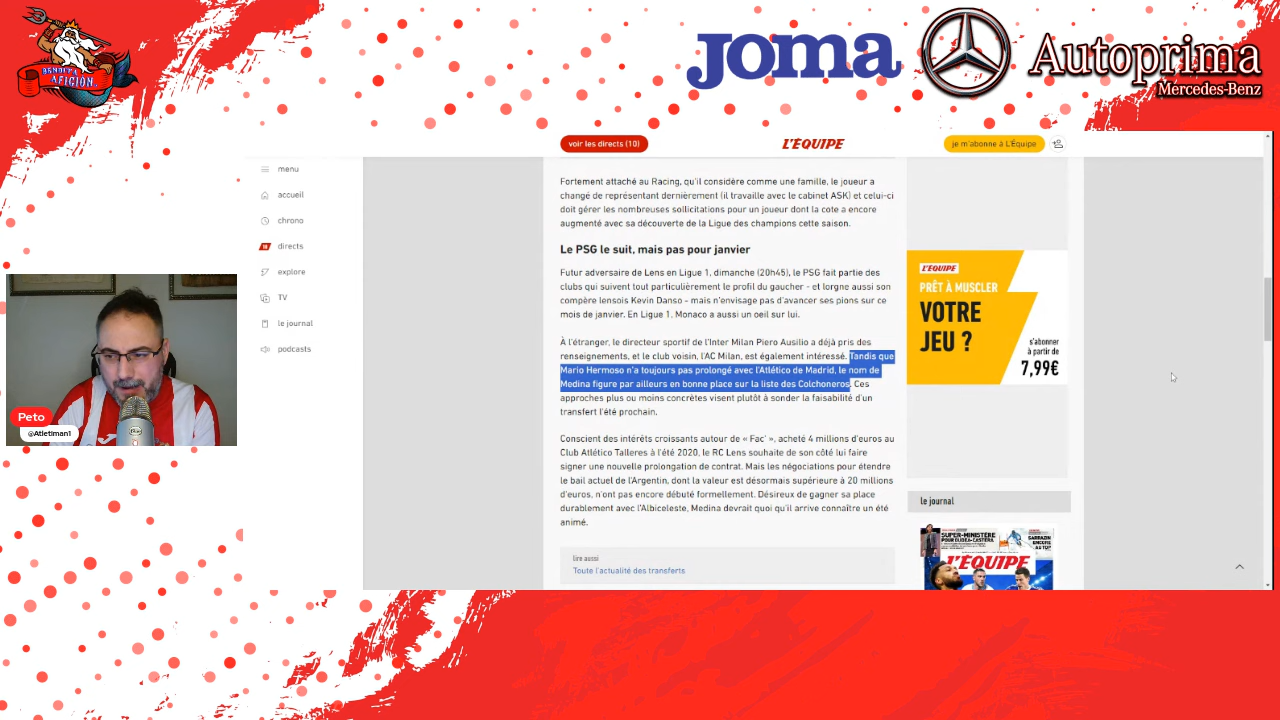 BENDITA
AFICIÓN
JOMA
Autoprima
Mercedes-Benz
voir les directs (10)
L'ÉQUIPE
je m'abonne à L'Équipe
menu
accueil
chrono
10 directs
explore
TV
le journal
podcasts
Fortement attaché au Racing, qu'il considère comme une famille, le joueur a
changé de représentant dernièrement (il travaille avec le cabinet ASK) et celui-ci
doit gérer les nombreuses sollicitations pour un joueur dont la cote a encore
augmenté avec sa découverte de la Ligue des champions cette saison.
Le PSG le suit, mais pas pour janvier
Futur adversaire de Lens en Ligue 1, dimanche (20h45), le PSG fait partie des
clubs qui suivent tout particulièrement le profil du gaucher - et lorgne aussi son
compère lensois Kevin Danso - mais n'envisage pas d'avancer ses pions sur ce
mois de janvier. En Ligue 1, Monaco a aussi un oeil sur lui.
À l'étranger, le directeur sportif de l'Inter Milan Piero Ausilio a déjà pris des
renseignements, et le club voisin, l'AC Milan, est également intéressé. Tandis que
Mario Hermoso n'a toujours pas prolongé avec l'Atlético de Madrid, le nom de
Medina figure par ailleurs en bonne place sur la liste des Colchoneros. Ces
approches plus ou moins concrètes visent plutôt à sonder la faisabilité d'un
transfert l'été prochain.
Conscient des intérêts croissants autour de « Fac' », acheté 4 millions d'euros au
Club Atlético Talleres à l'été 2020, le RC Lens souhaite de son côté lui faire
signer une nouvelle prolongation de contrat. Mais les négociations pour étendre
le bail actuel de l'Argentin, dont la valeur est désormais supérieure à 20 millions
d'euros, n'ont pas encore débuté formellement. Désireux de gagner sa place
durablement avec l'Albiceleste, Medina devrait quoi qu'il arrive connaître un été
animé.
lire aussi
Toute l'actualité des transferts
L'ÉQUIPE
PRÊT À MUSCLER
VOTRE
JEU ?
s'abonner
à partir de
7,99€
le journal
SUPER-MINISTÈRE
POUR OUDÉA-CASTÉRA
L'ÉQUIPE
Peto
@Atletiman1